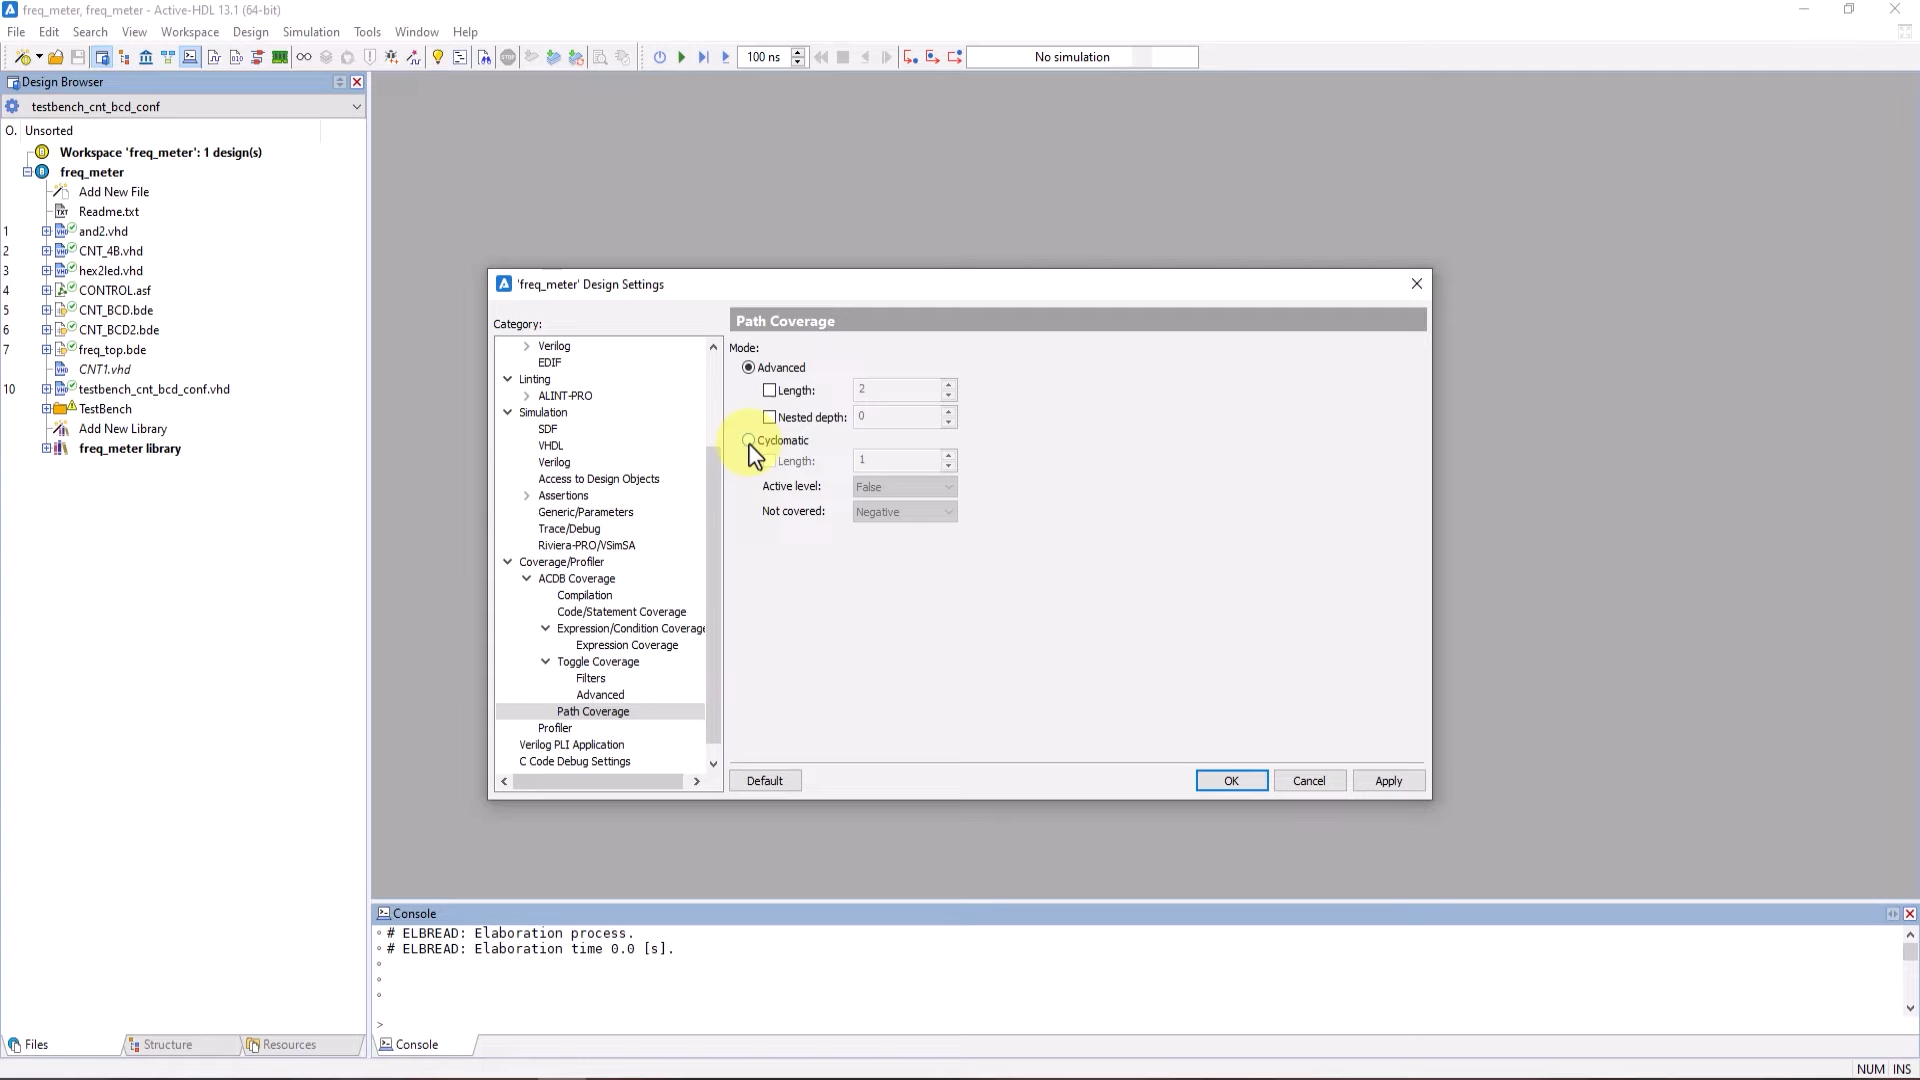 freq_meter, freq_meter - Active-HDL 13.1 (64-bit)
File Edit Search View Workspace Design Simulation Tools Window Help
100 ns
No simulation
Design Browser
testbench_cnt_bcd_conf
O. Unsorted
Workspace 'freq_meter': 1 design(s)
freq_meter
Add New File
Readme.txt
1 and2.vhd
2 CNT_4B.vhd
3 hex2led.vhd
4 CONTROL.asf
5 CNT_BCD.bde
6 CNT_BCD2.bde
7 freq_top.bde
CNT1.vhd
10 testbench_cnt_bcd_conf.vhd
TestBench
Add New Library
freq_meter library
Files Structure Resources
'freq_meter' Design Settings
Category:
Verilog
EDIF
Linting
ALINT-PRO
Simulation
SDF
VHDL
Verilog
Access to Design Objects
Assertions
Generic/Parameters
Trace/Debug
Riviera-PRO/VSimSA
Coverage/Profiler
ACDB Coverage
Compilation
Code/Statement Coverage
Expression/Condition Coverage
Expression Coverage
Toggle Coverage
Filters
Advanced
Path Coverage
Profiler
Verilog PLI Application
C Code Debug Settings
Path Coverage
Mode:
Advanced
Length: 2
Nested depth: 0
Cyclomatic
Length: 1
Active level: False
Not covered: Negative
Default OK Cancel Apply
Console
# ELBREAD: Elaboration process.
# ELBREAD: Elaboration time 0.0 [s].
>
Console
NUM INS